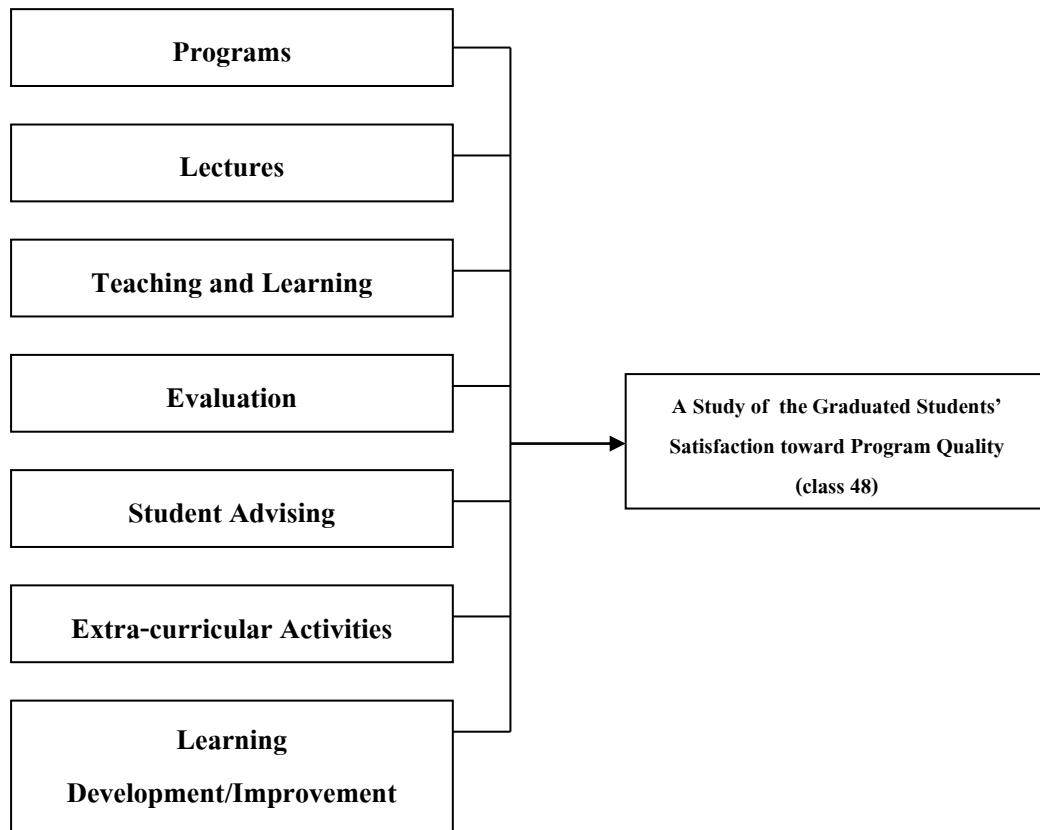 Programs
Lectures
Teaching and Learning
Evaluation
Student Advising
Extra-curricular Activities
Learning
Development/Improvement
A Study of the Graduated Students’
Satisfaction toward Program Quality
(class 48)